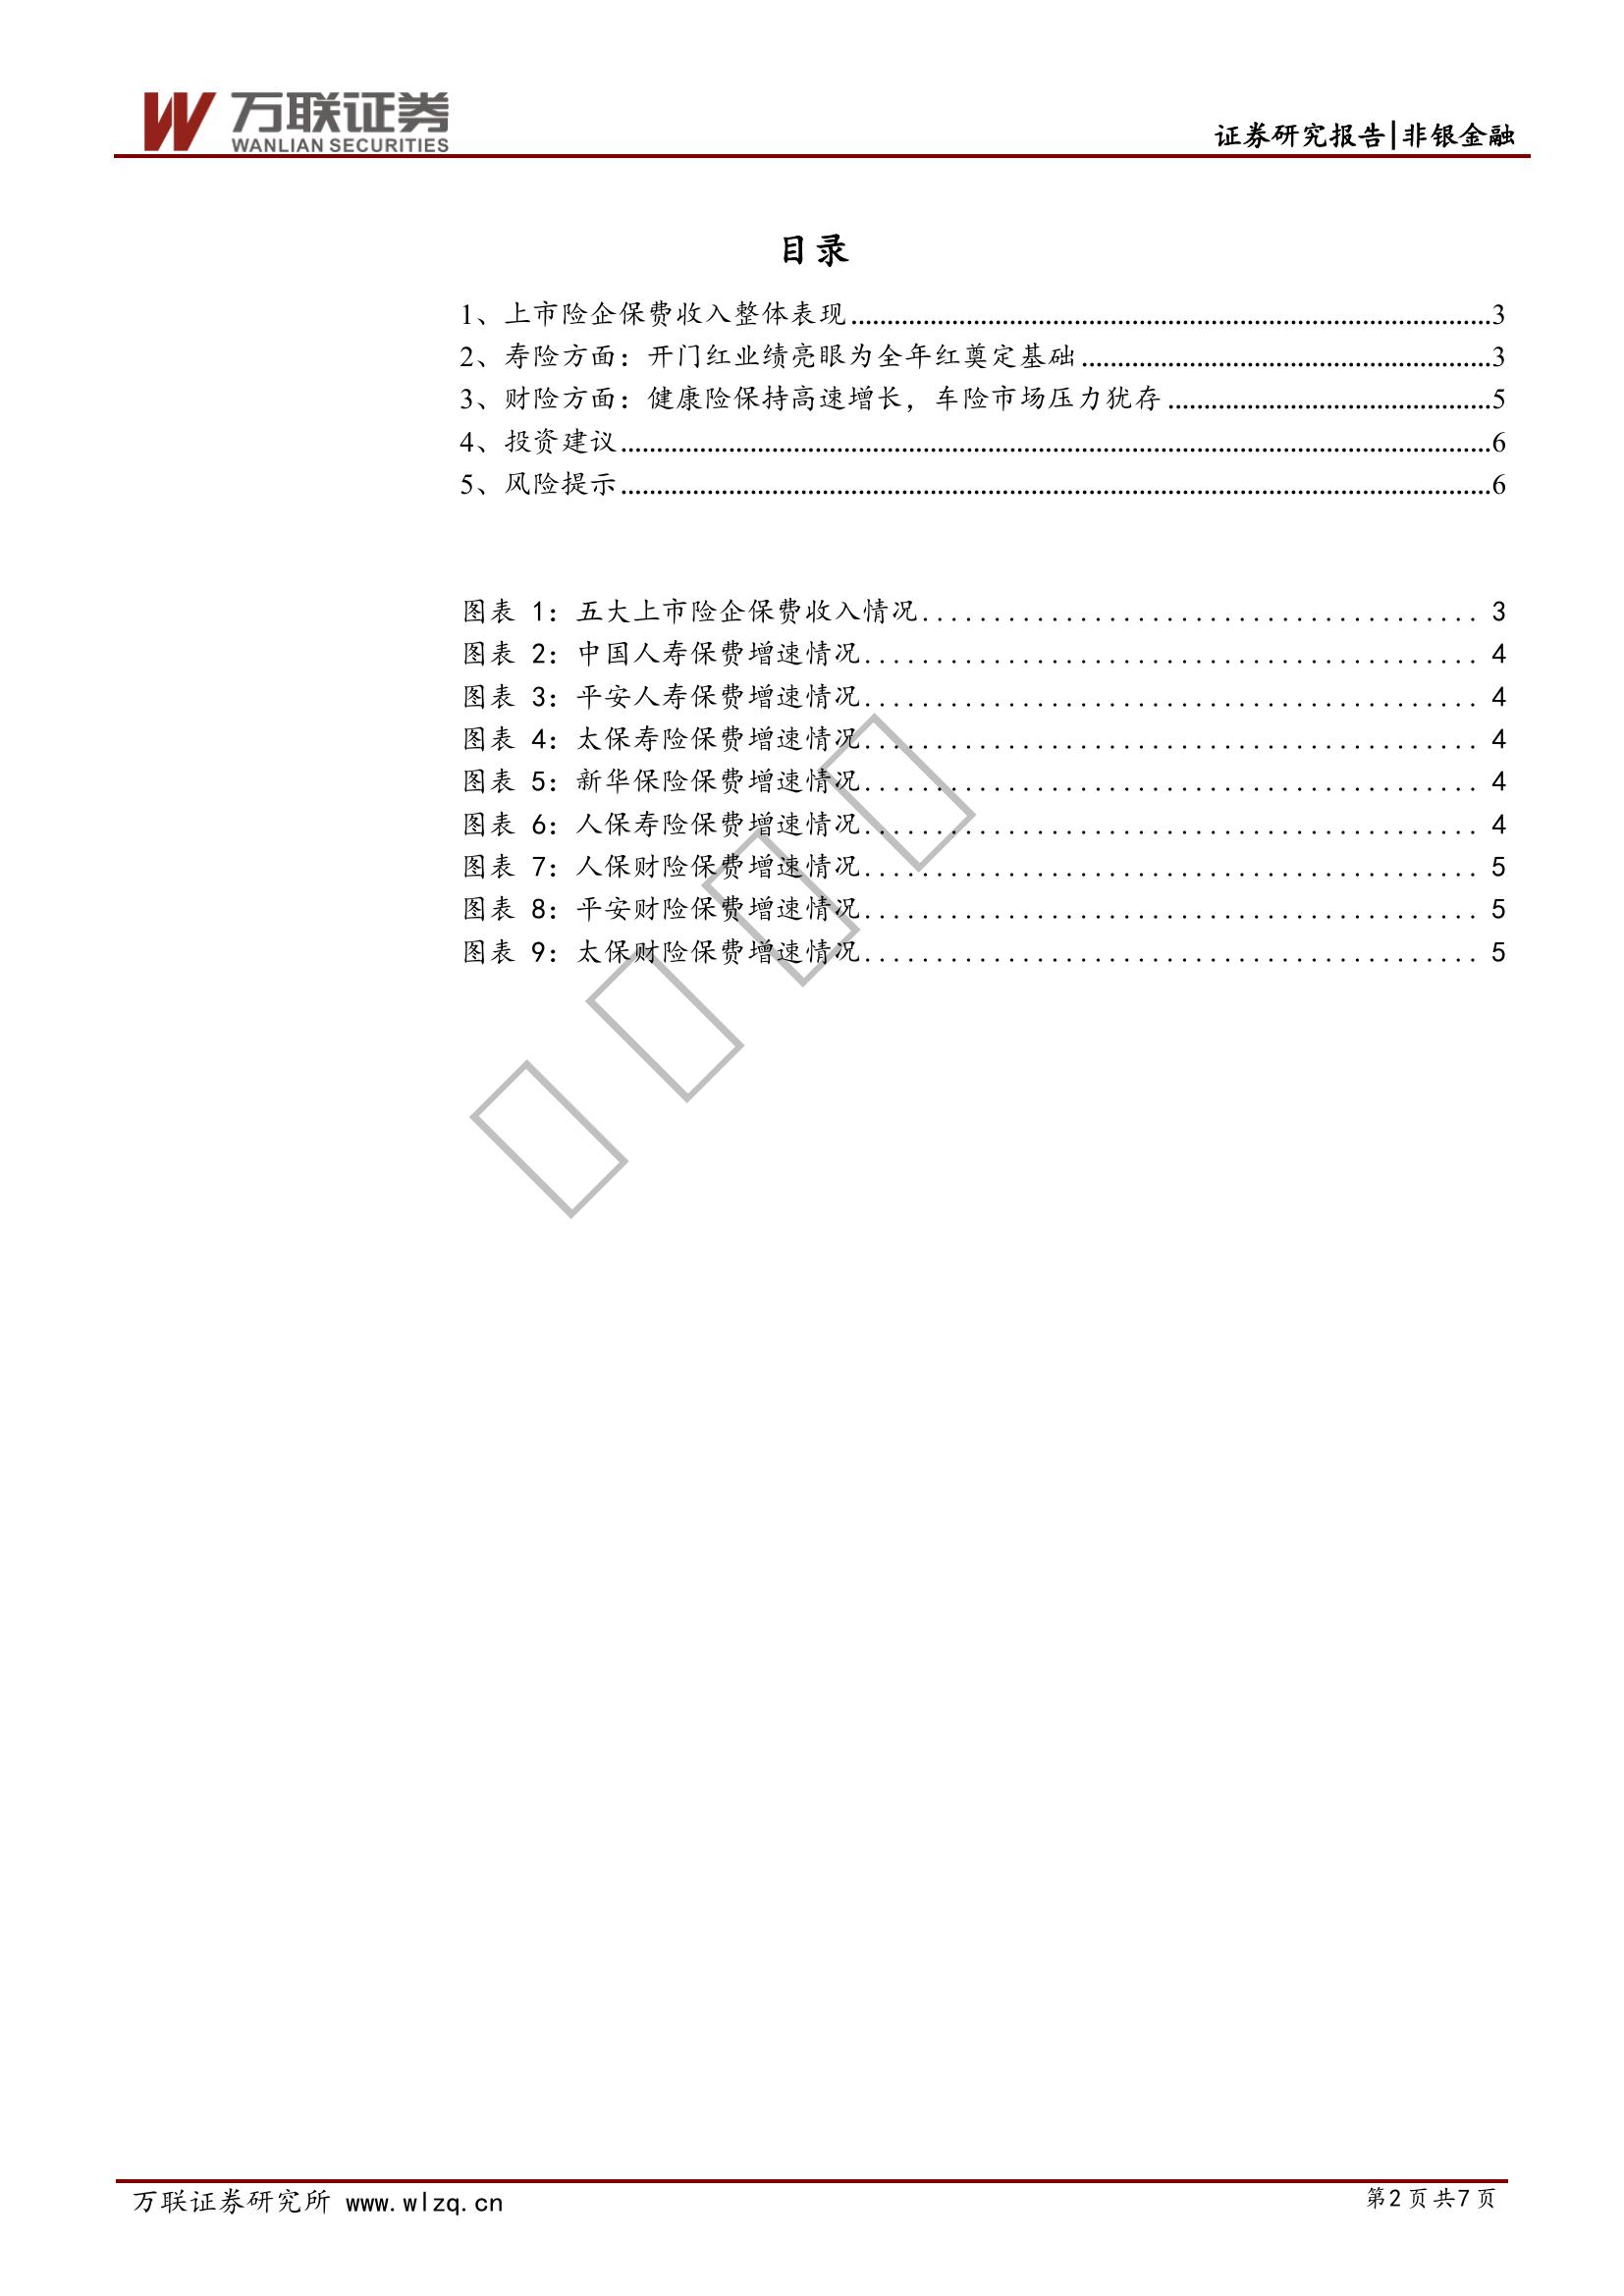 万联证券
WANLIAN SECURITIES
证券研究报告|非银金融
目录
1、上市险企保费收入整体表现........................................3
2、寿险方面：开门红业绩亮眼为全年红奠定基础........................................3
3、财险方面：健康险保持高速增长，车险市场压力犹存........................................5
4、投资建议........................................6
5、风险提示........................................6
图表 1：五大上市险企保费收入情况........................................ 3
图表 2：中国人寿保费增速情况........................................ 4
图表 3：平安人寿保费增速情况........................................ 4
图表 4：太保寿险保费增速情况........................................ 4
图表 5：新华保险保费增速情况........................................ 4
图表 6：人保寿险保费增速情况........................................ 4
图表 7：人保财险保费增速情况........................................ 5
图表 8：平安财险保费增速情况........................................ 5
图表 9：太保财险保费增速情况........................................ 5
万联证券研究所 www.wlzq.cn
第2页共7页